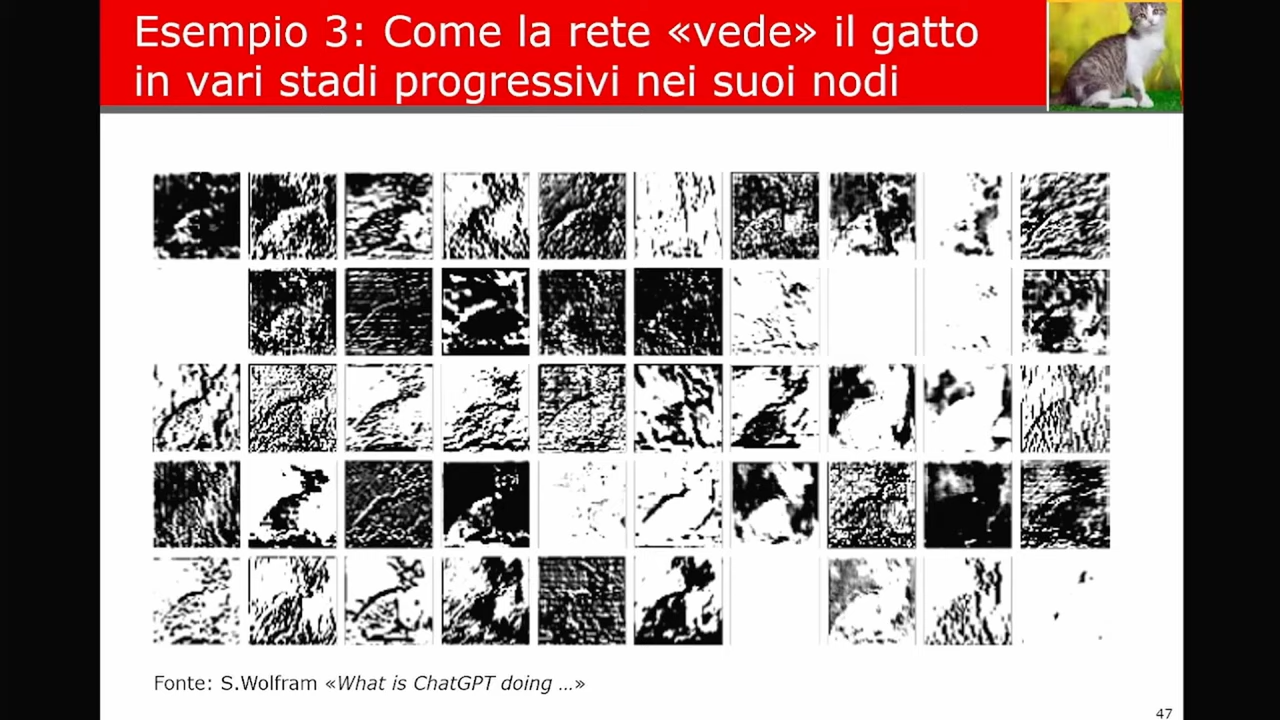 Esempio 3: Come la rete «vede» il gatto
in vari stadi progressivi nei suoi nodi
Fonte: S.Wolfram «What is ChatGPT doing …»
47